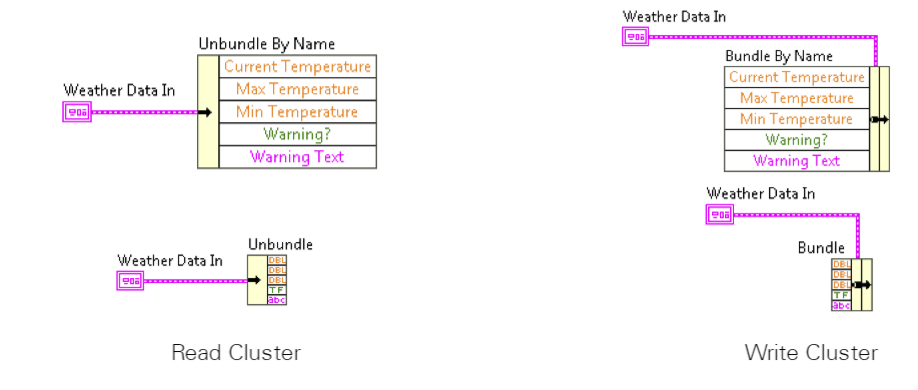 Weather Data In
Unbundle By Name
Current Temperature
Max Temperature
Min Temperature
Warning?
Warning Text
Weather Data In
Unbundle
DBL
DBL
DBL
TF
abc
Read Cluster
Weather Data In
Bundle By Name
Current Temperature
Max Temperature
Min Temperature
Warning?
Warning Text
Weather Data In
Bundle
DBL
DBL
DBL
TF
abc
Write Cluster